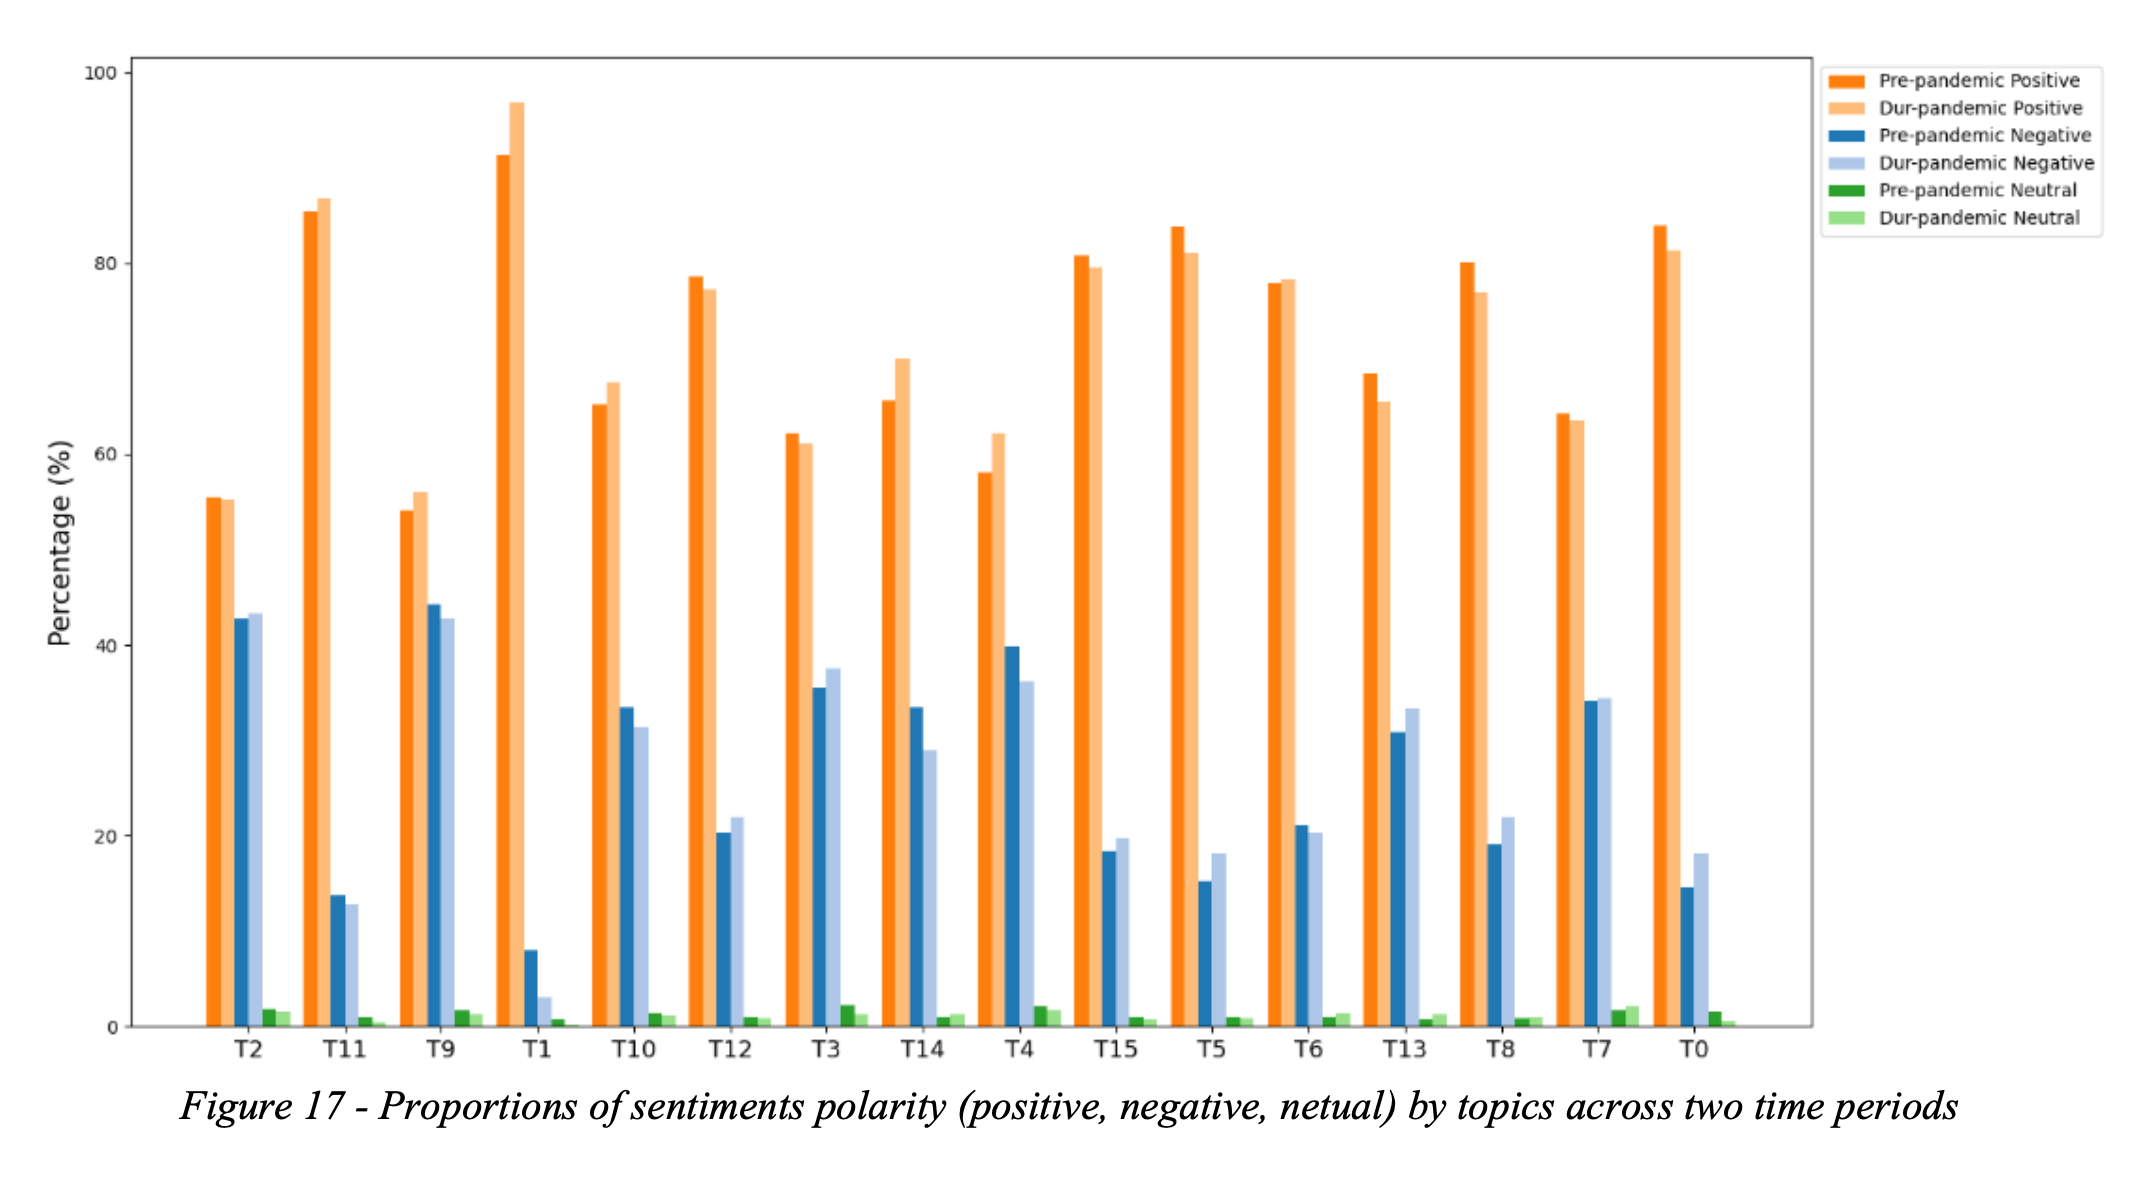 100
80
60
40
20
0
Percentage (%)
T2 T11 T9 T1 T10 T12 T3 T14 T4 T15 T5 T6 T13 T8 T7 T0
Pre-pandemic Positive
Dur-pandemic Positive
Pre-pandemic Negative
Dur-pandemic Negative
Pre-pandemic Neutral
Dur-pandemic Neutral
Figure 17 - Proportions of sentiments polarity (positive, negative, netual) by topics across two time periods